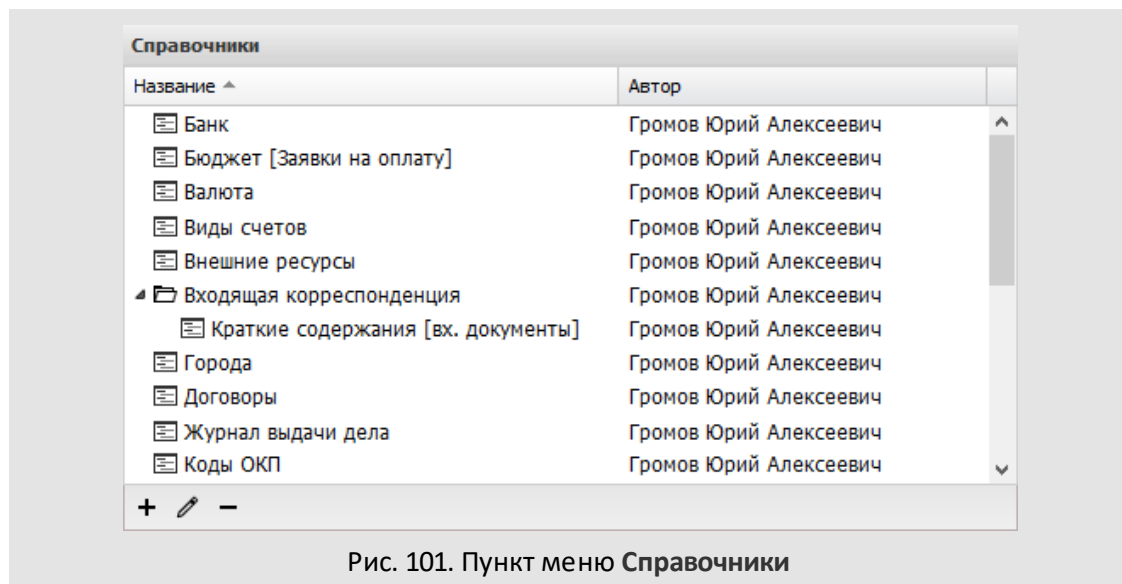 Справочники
Название Автор
Банк Громов Юрий Алексеевич
Бюджет [Заявки на оплату] Громов Юрий Алексеевич
Валюта Громов Юрий Алексеевич
Виды счетов Громов Юрий Алексеевич
Внешние ресурсы Громов Юрий Алексеевич
Входящая корреспонденция Громов Юрий Алексеевич
Краткие содержания [вх. документы] Громов Юрий Алексеевич
Города Громов Юрий Алексеевич
Договоры Громов Юрий Алексеевич
Журнал выдачи дела Громов Юрий Алексеевич
Коды ОКП Громов Юрий Алексеевич
Рис. 101. Пункт меню Справочники